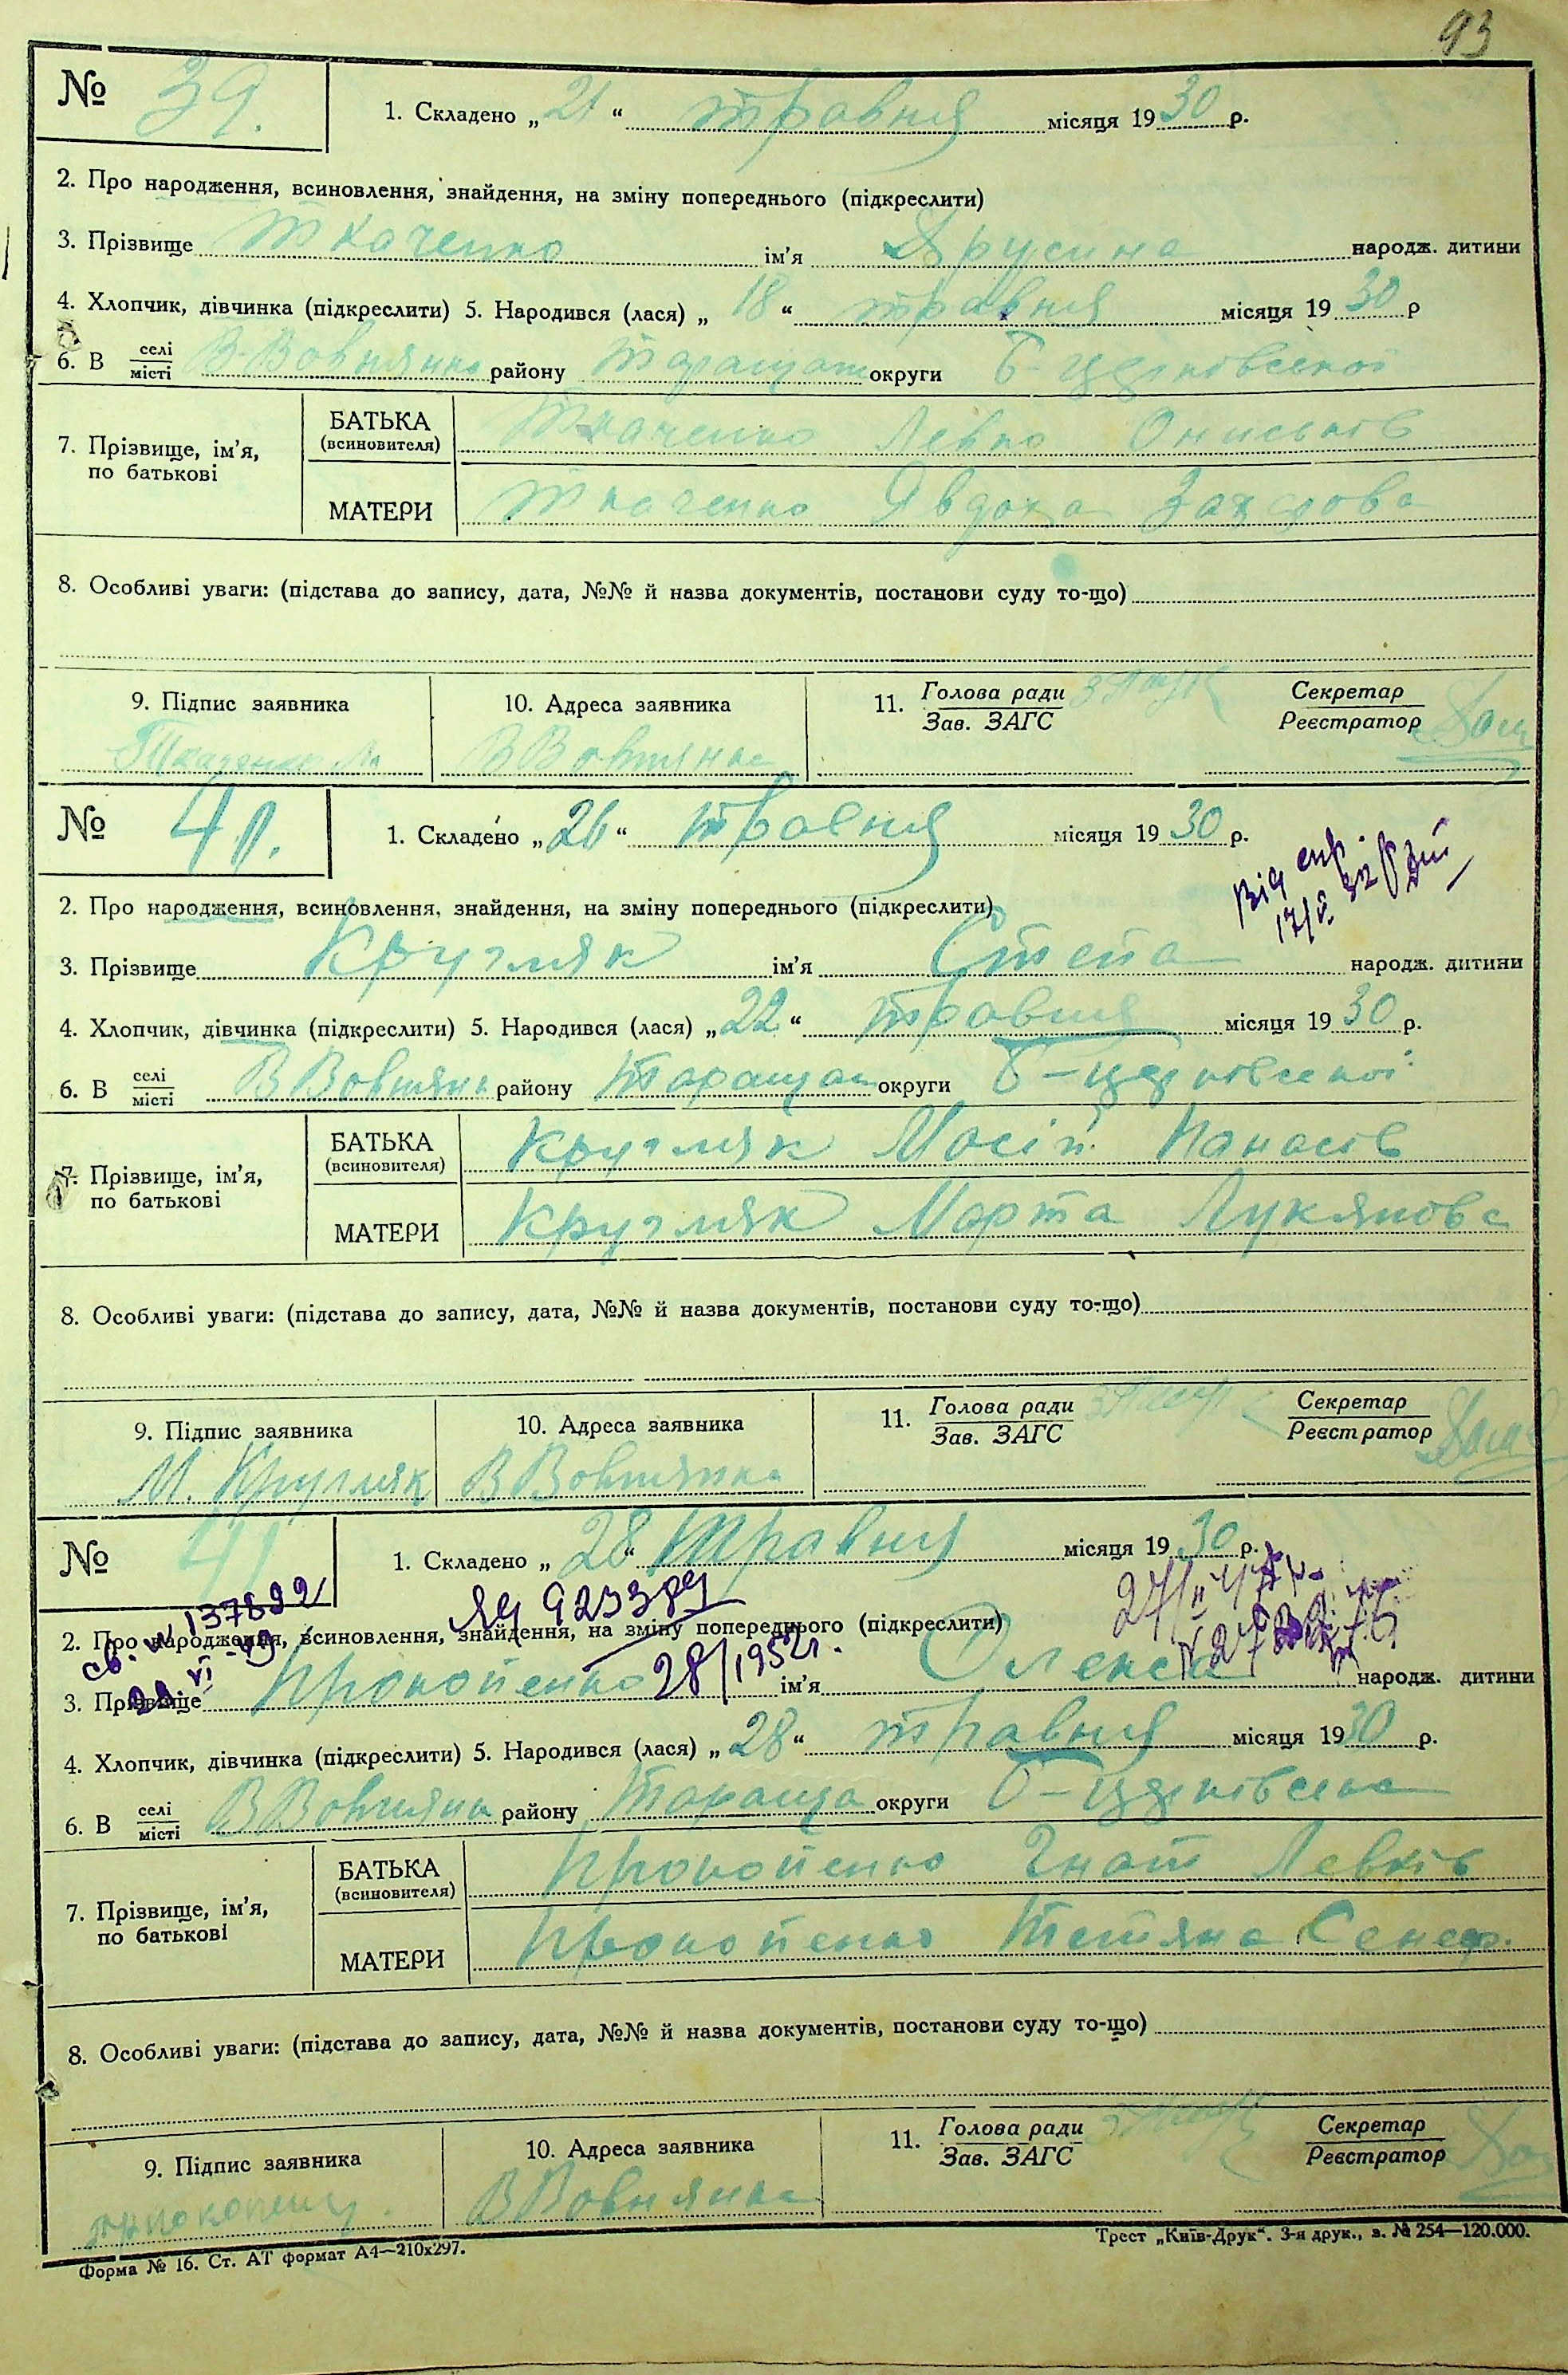 93
№ 39.
1. Складено „21“ травня місяця 1930 р.
2. Про народження, всиновлення, знайдення, на зміну попереднього (підкреслити)
3. Прізвище Ткаченко ім’я народж. дитини
4. Хлопчик, дівчинка (підкреслити) 5. Народився (лася) „18“ травня місяця 1930 р
6. В селі/місті В-Вовнянка району Таращан округи Б-церковської
7. Прізвище, ім’я, по батькові
БАТЬКА (всиновителя) Ткаченко Левко Ониськів
МАТЕРИ Ткаченко Явдоха Захарова
8. Особливі уваги: (підстава до запису, дата, №№ й назва документів, постанови суду то-що)
9. Підпис заявника 10. Адреса заявника 11. Голова ради/Зав. ЗАГС Секретар/Реєстратор
Ткаченко Л В Вовнянка
№ 40.
1. Складено „26“ травня місяця 1930 р.
2. Про народження, всиновлення, знайдення, на зміну попереднього (підкреслити)
3. Прізвище Кругляк ім’я Степа народж. дитини
4. Хлопчик, дівчинка (підкреслити) 5. Народився (лася) „22“ травня місяця 1930 р.
6. В селі/місті В Вовнянк району Таращан округи Б-церковської
7. Прізвище, ім’я, по батькові
БАТЬКА (всиновителя) Кругляк Мосій Панасів
МАТЕРИ Кругляк Марта Лукянова
8. Особливі уваги: (підстава до запису, дата, №№ й назва документів, постанови суду то-що)
9. Підпис заявника 10. Адреса заявника 11. Голова ради/Зав. ЗАГС Секретар/Реєстратор
М. Кругляк В Вовнянка
№ 41
1. Складено „28“ Травня місяця 1930 р.
2. Про народження, всиновлення, знайдення, на зміну попереднього (підкреслити)
3. Прізвище Прокопенко ім’я Олекса народж. дитини
4. Хлопчик, дівчинка (підкреслити) 5. Народився (лася) „28“ травня місяця 1930 р.
6. В селі/місті В Вовнянк району Тараща округи Б-церківська
7. Прізвище, ім’я, по батькові
БАТЬКА (всиновителя) Прокопенко Гнат Левків
МАТЕРИ Прокопенко Тетяна
8. Особливі уваги: (підстава до запису, дата, №№ й назва документів, постанови суду то-що)
9. Підпис заявника 10. Адреса заявника 11. Голова ради/Зав. ЗАГС Секретар/Реєстратор
В Вовнянка
Форма № 16. Ст. АТ формат А4—210х297.
Трест „Київ-Друк“. 3-я друк., з. № 254—120.000.